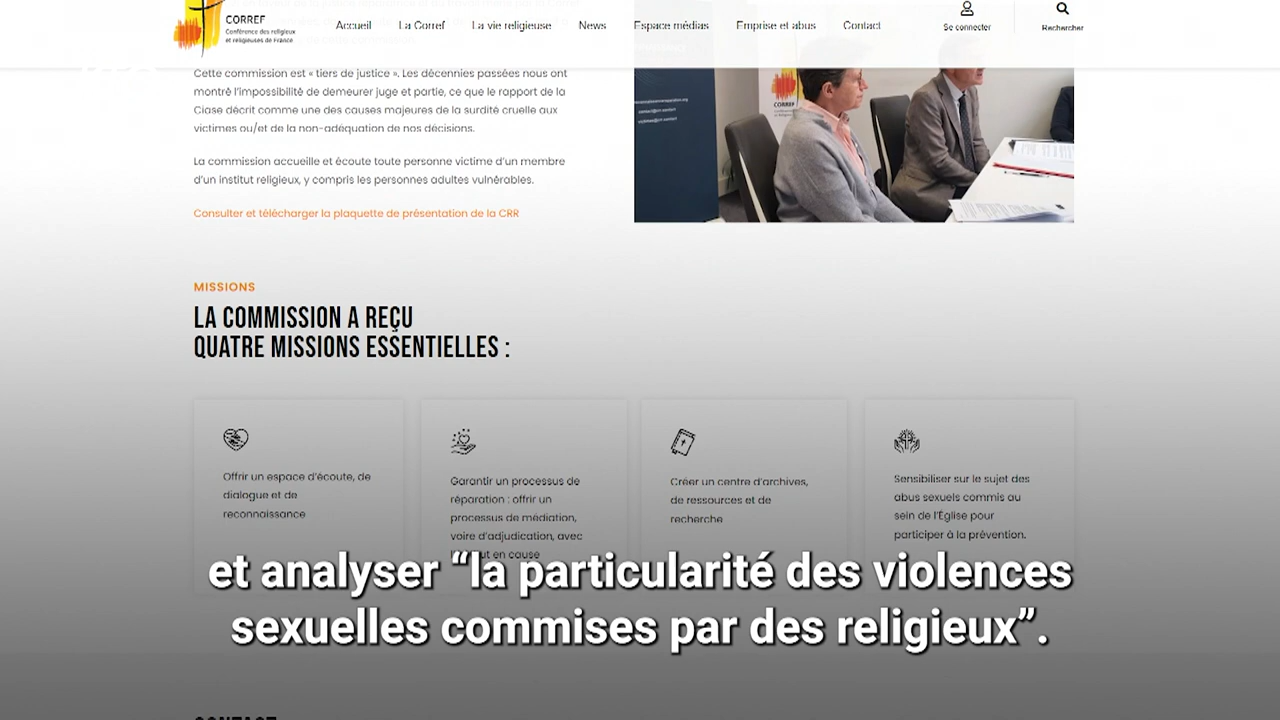 CORREF
Conférence des religieux
et religieuses de France
Accueil
La Corref
La vie religieuse
News
Espace médias
Emprise et abus
Contact
Se connecter
Rechercher
Cette commission est « tiers de justice ». Les décennies passées nous ont
montré l'impossibilité de demeurer juge et partie, ce que le rapport de la
Ciase décrit comme une des causes majeures de la surdité cruelle aux
victimes ou/et de la non-adéquation de nos décisions.
La commission accueille et écoute toute personne victime d'un membre
d'un institut religieux, y compris les personnes adultes vulnérables.
Consulter et télécharger la plaquette de présentation de la CRR
CORREF
MISSIONS
LA COMMISSION A REÇU
QUATRE MISSIONS ESSENTIELLES :
Offrir un espace d'écoute, de
dialogue et de
reconnaissance
Garantir un processus de
réparation : offrir un
processus de médiation,
voire d'adjudication, avec
en cause
Créer un centre d'archives,
de ressources et de
recherche
Sensibiliser sur le sujet des
abus sexuels commis au
sein de l'Église pour
participer à la prévention.
et analyser “la particularité des violences
sexuelles commises par des religieux”.